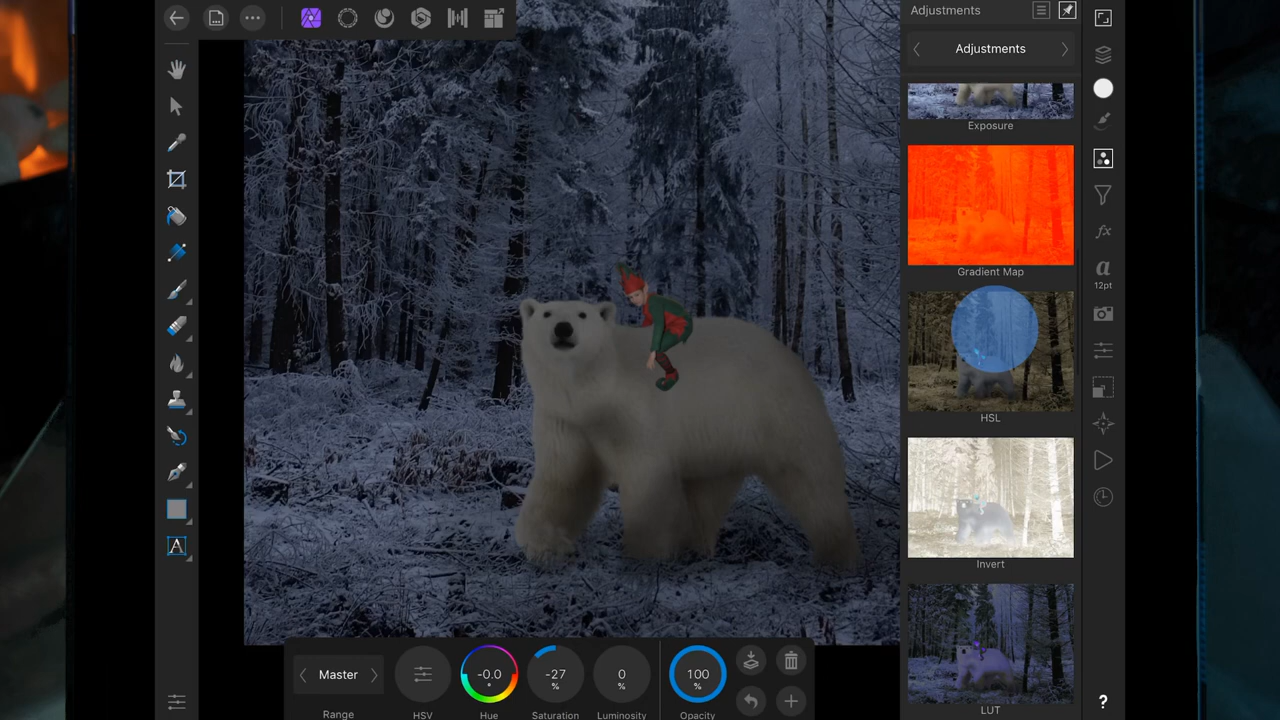 Adjustments
Adjustments
Exposure
Gradient Map
HSL
Invert
LUT
a
12pt
fx
A
?
Master
Range
HSV
-0.0
°
Hue
-27
%
Saturation
0
%
Luminosity
100
%
Opacity